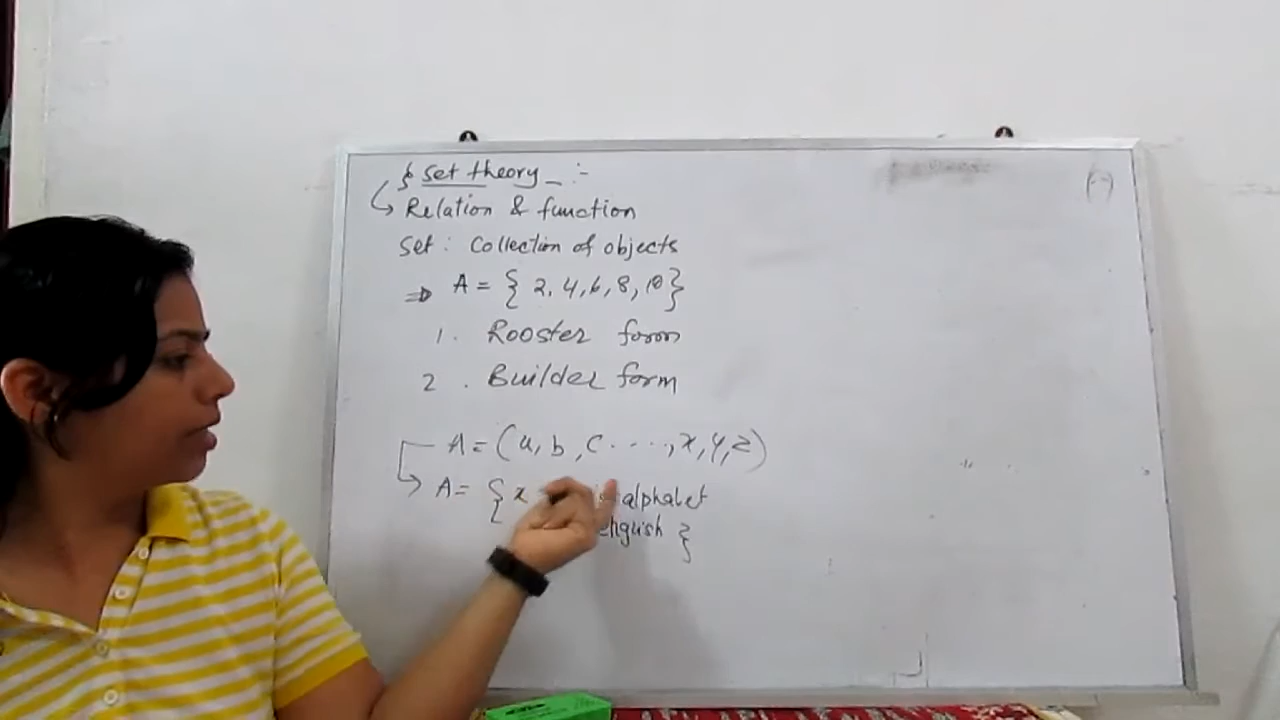 § Set theory :-
↳ Relation & function
Set : Collection of objects
⇒ A = { 2, 4, 6, 8, 10 }
1. Rooster form
2. Builder form
A = (a, b, c ....., x, y, z)
↳ A = { x alphabet
english }